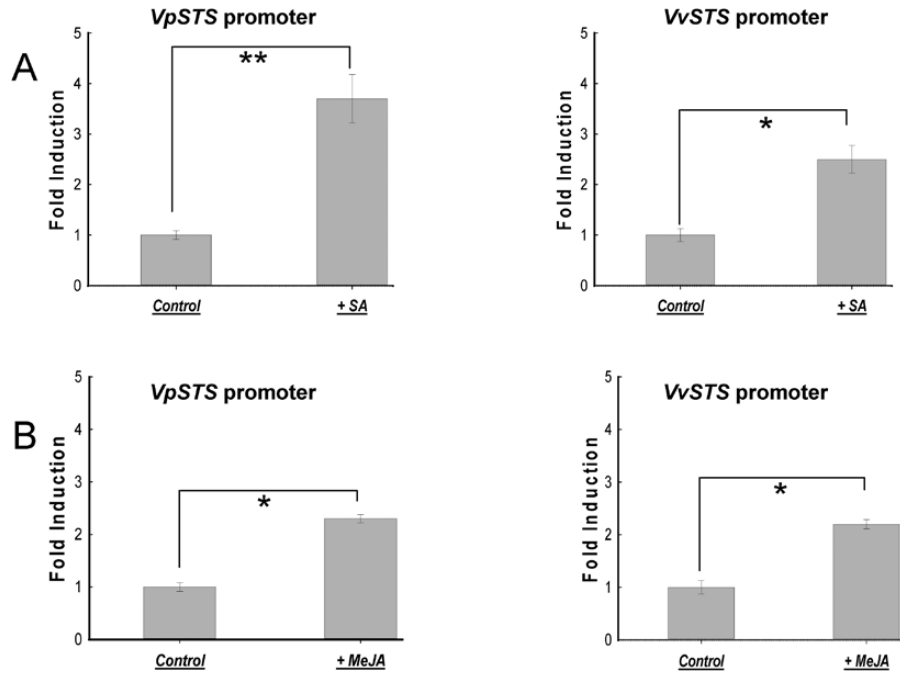 A
VpSTS promoter
**
Fold Induction
5
4
3
2
1
0
Control
+ SA
VvSTS promoter
*
Fold Induction
5
4
3
2
1
0
Control
+ SA
B
VpSTS promoter
*
Fold Induction
5
4
3
2
1
0
Control
+ MeJA
VvSTS promoter
*
Fold Induction
5
4
3
2
1
0
Control
+ MeJA